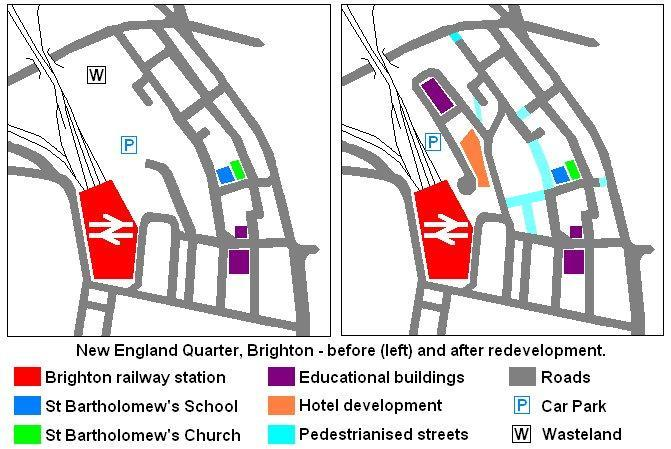 W
P
P
New England Quarter, Brighton - before (left) and after redevelopment.
Brighton railway station
Educational buildings
Roads
St Bartholomew's School
Hotel development
P Car Park
St Bartholomew's Church
Pedestrianised streets
W Wasteland